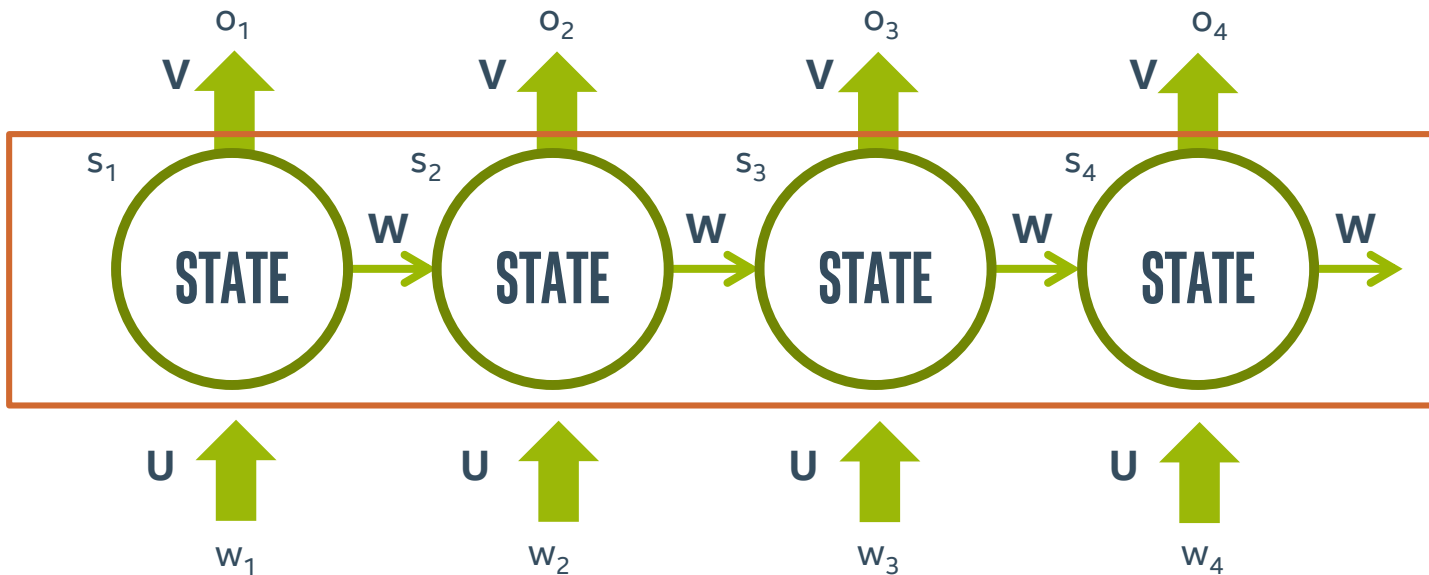 o₁ o₂ o₃ o₄
V V V V
s₁ s₂ s₃ s₄
W W W W
STATE STATE STATE STATE
U U U U
w₁ w₂ w₃ w₄